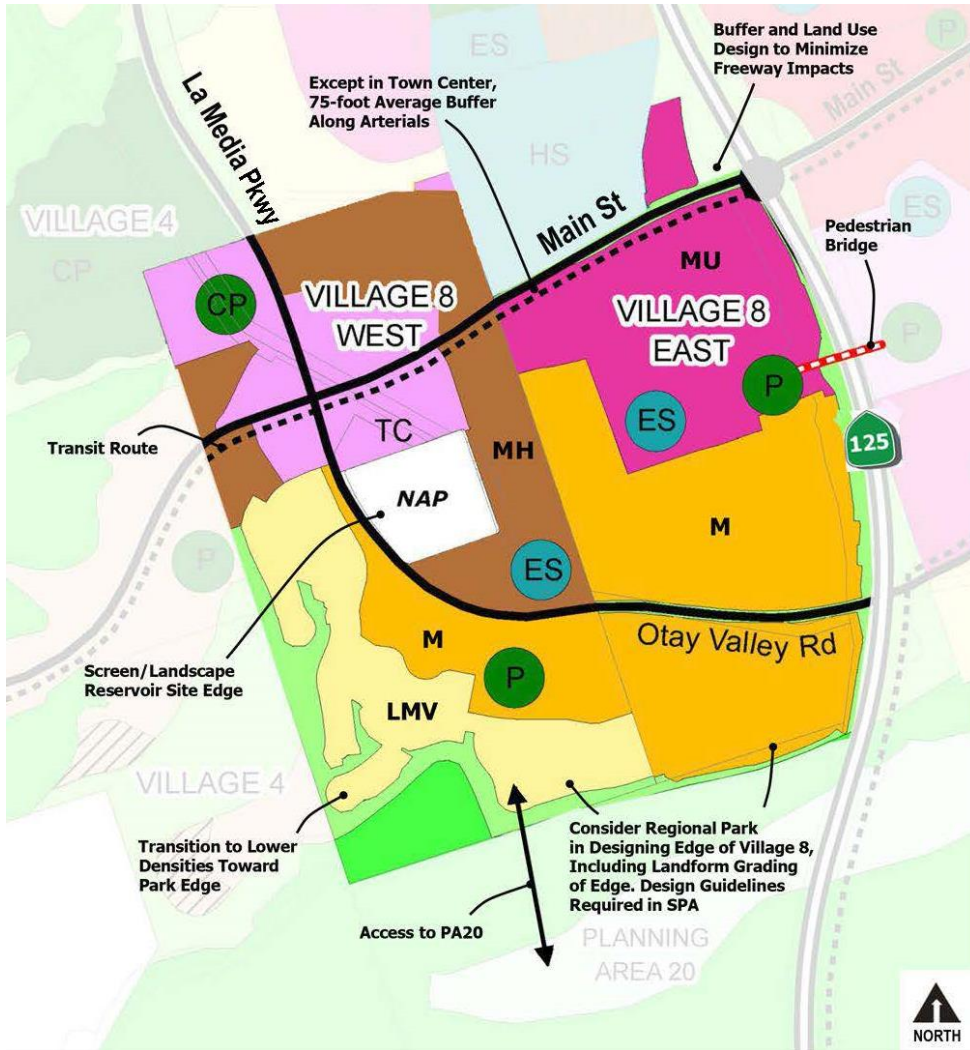 ES
P
Buffer and Land Use
Design to Minimize
Freeway Impacts
Main St
Except in Town Center,
75-foot Average Buffer
Along Arterials
La Media Pkwy
HS
ES
VILLAGE 4
CP
Main St
Pedestrian
Bridge
MU
CP
VILLAGE 8
WEST
VILLAGE 8
EAST
P
P
ES
125
Transit Route
TC
MH
NAP
M
P
ES
M
Otay Valley Rd
Screen/Landscape
Reservoir Site Edge
P
LMV
VILLAGE 4
Transition to Lower
Densities Toward
Park Edge
Consider Regional Park
in Designing Edge of Village 8,
Including Landform Grading
of Edge. Design Guidelines
Required in SPA
Access to PA20
PLANNING
AREA 20
NORTH